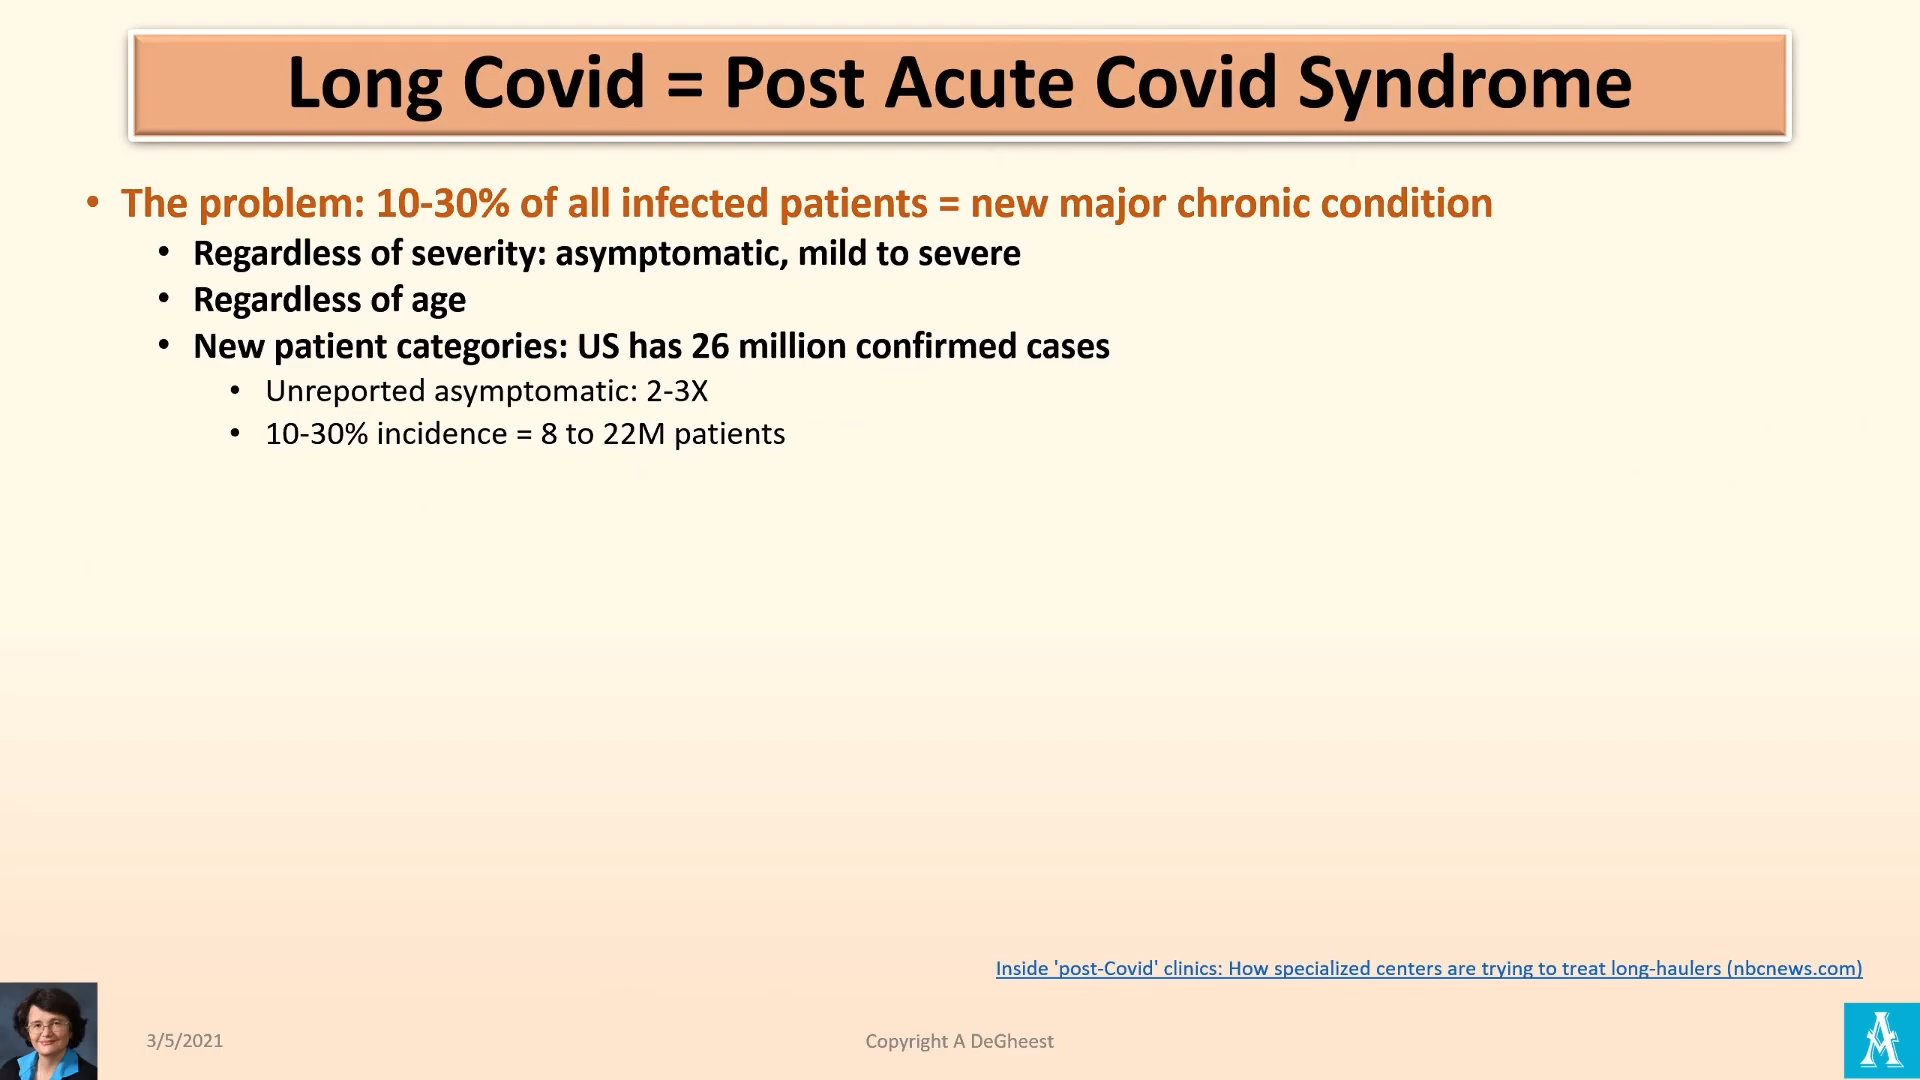 Long Covid = Post Acute Covid Syndrome
• The problem: 10-30% of all infected patients = new major chronic condition
• Regardless of severity: asymptomatic, mild to severe
• Regardless of age
• New patient categories: US has 26 million confirmed cases
• Unreported asymptomatic: 2-3X
• 10-30% incidence = 8 to 22M patients
Inside 'post-Covid' clinics: How specialized centers are trying to treat long-haulers (nbcnews.com)
3/5/2021
Copyright A DeGheest
A